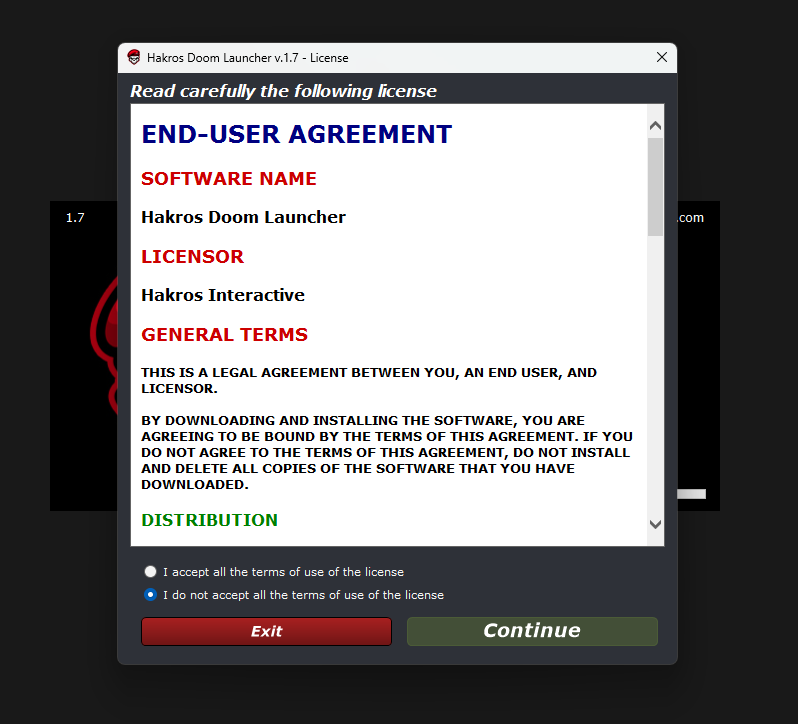 Hakros Doom Launcher v.1.7 - License
Read carefully the following license
1.7
.com
END-USER AGREEMENT
SOFTWARE NAME
Hakros Doom Launcher
LICENSOR
Hakros Interactive
GENERAL TERMS
THIS IS A LEGAL AGREEMENT BETWEEN YOU, AN END USER, AND
LICENSOR.
BY DOWNLOADING AND INSTALLING THE SOFTWARE, YOU ARE
AGREEING TO BE BOUND BY THE TERMS OF THIS AGREEMENT. IF YOU
DO NOT AGREE TO THE TERMS OF THIS AGREEMENT, DO NOT INSTALL
AND DELETE ALL COPIES OF THE SOFTWARE THAT YOU HAVE
DOWNLOADED.
DISTRIBUTION
I accept all the terms of use of the license
I do not accept all the terms of use of the license
Exit
Continue